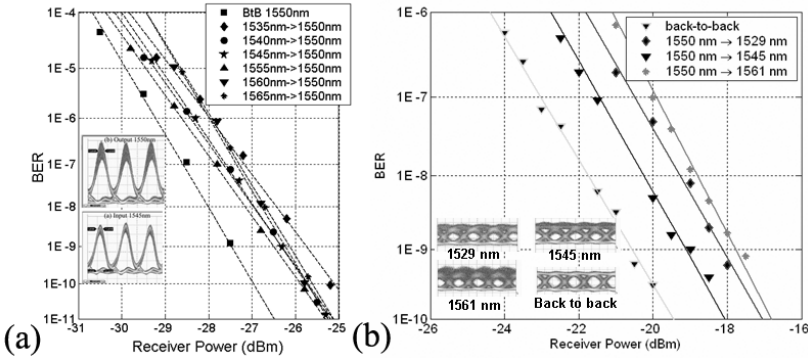 1E-4
1E-5
1E-6
1E-7
1E-8
1E-9
1E-10
1E-11
BER
BtB 1550nm
1535nm->1550nm
1540nm->1550nm
1545nm->1550nm
1555nm->1550nm
1560nm->1550nm
1565nm->1550nm
(b) Output 1550nm
(a) Input 1545nm
-31 -30 -29 -28 -27 -26 -25
Receiver Power (dBm)
(a)
1E-6
1E-7
1E-8
1E-9
1E-10
BER
back-to-back
1550 nm → 1529 nm
1550 nm → 1545 nm
1550 nm → 1561 nm
1529 nm
1545 nm
1561 nm
Back to back
-26 -24 -22 -20 -18 -16
Receiver Power (dBm)
(b)